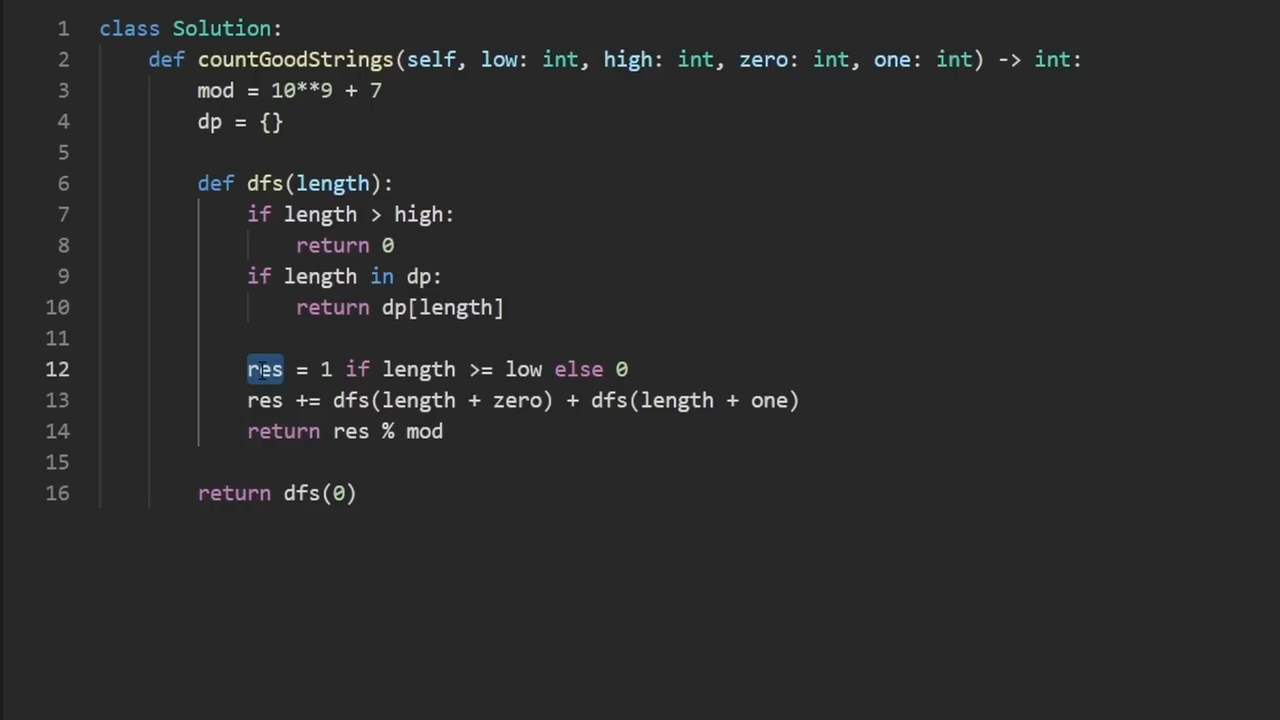 1 class Solution:
2 def countGoodStrings(self, low: int, high: int, zero: int, one: int) -> int:
3 mod = 10**9 + 7
4 dp = {}
5
6 def dfs(length):
7 if length > high:
8 return 0
9 if length in dp:
10 return dp[length]
11
12 res = 1 if length >= low else 0
13 res += dfs(length + zero) + dfs(length + one)
14 return res % mod
15
16 return dfs(0)